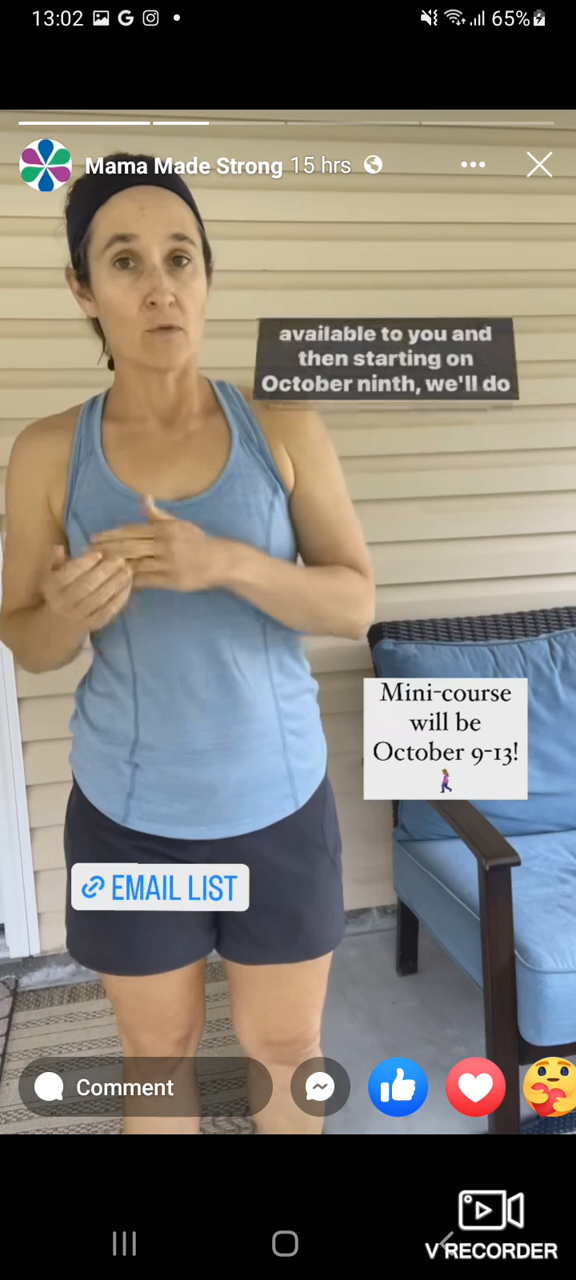 13:02
65%
Mama Made Strong 15 hrs
available to you and
then starting on
October ninth, we'll do
Mini-course
will be
October 9-13!
EMAIL LIST
Comment
V RECORDER